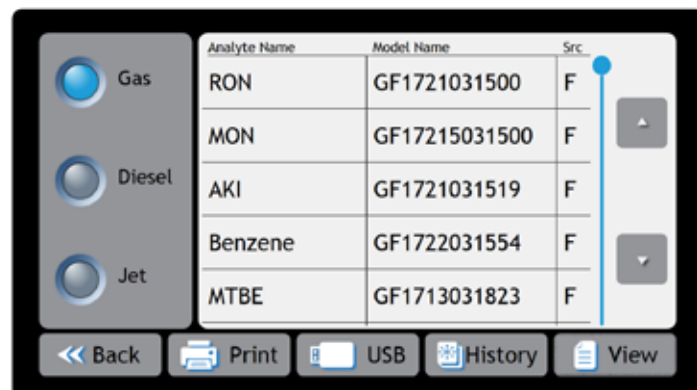 Gas
Diesel
Jet
Analyte Name Model Name Src
RON GF1721031500 F
MON GF17215031500 F
AKI GF1721031519 F
Benzene GF1722031554 F
MTBE GF1713031823 F
Back Print USB History View